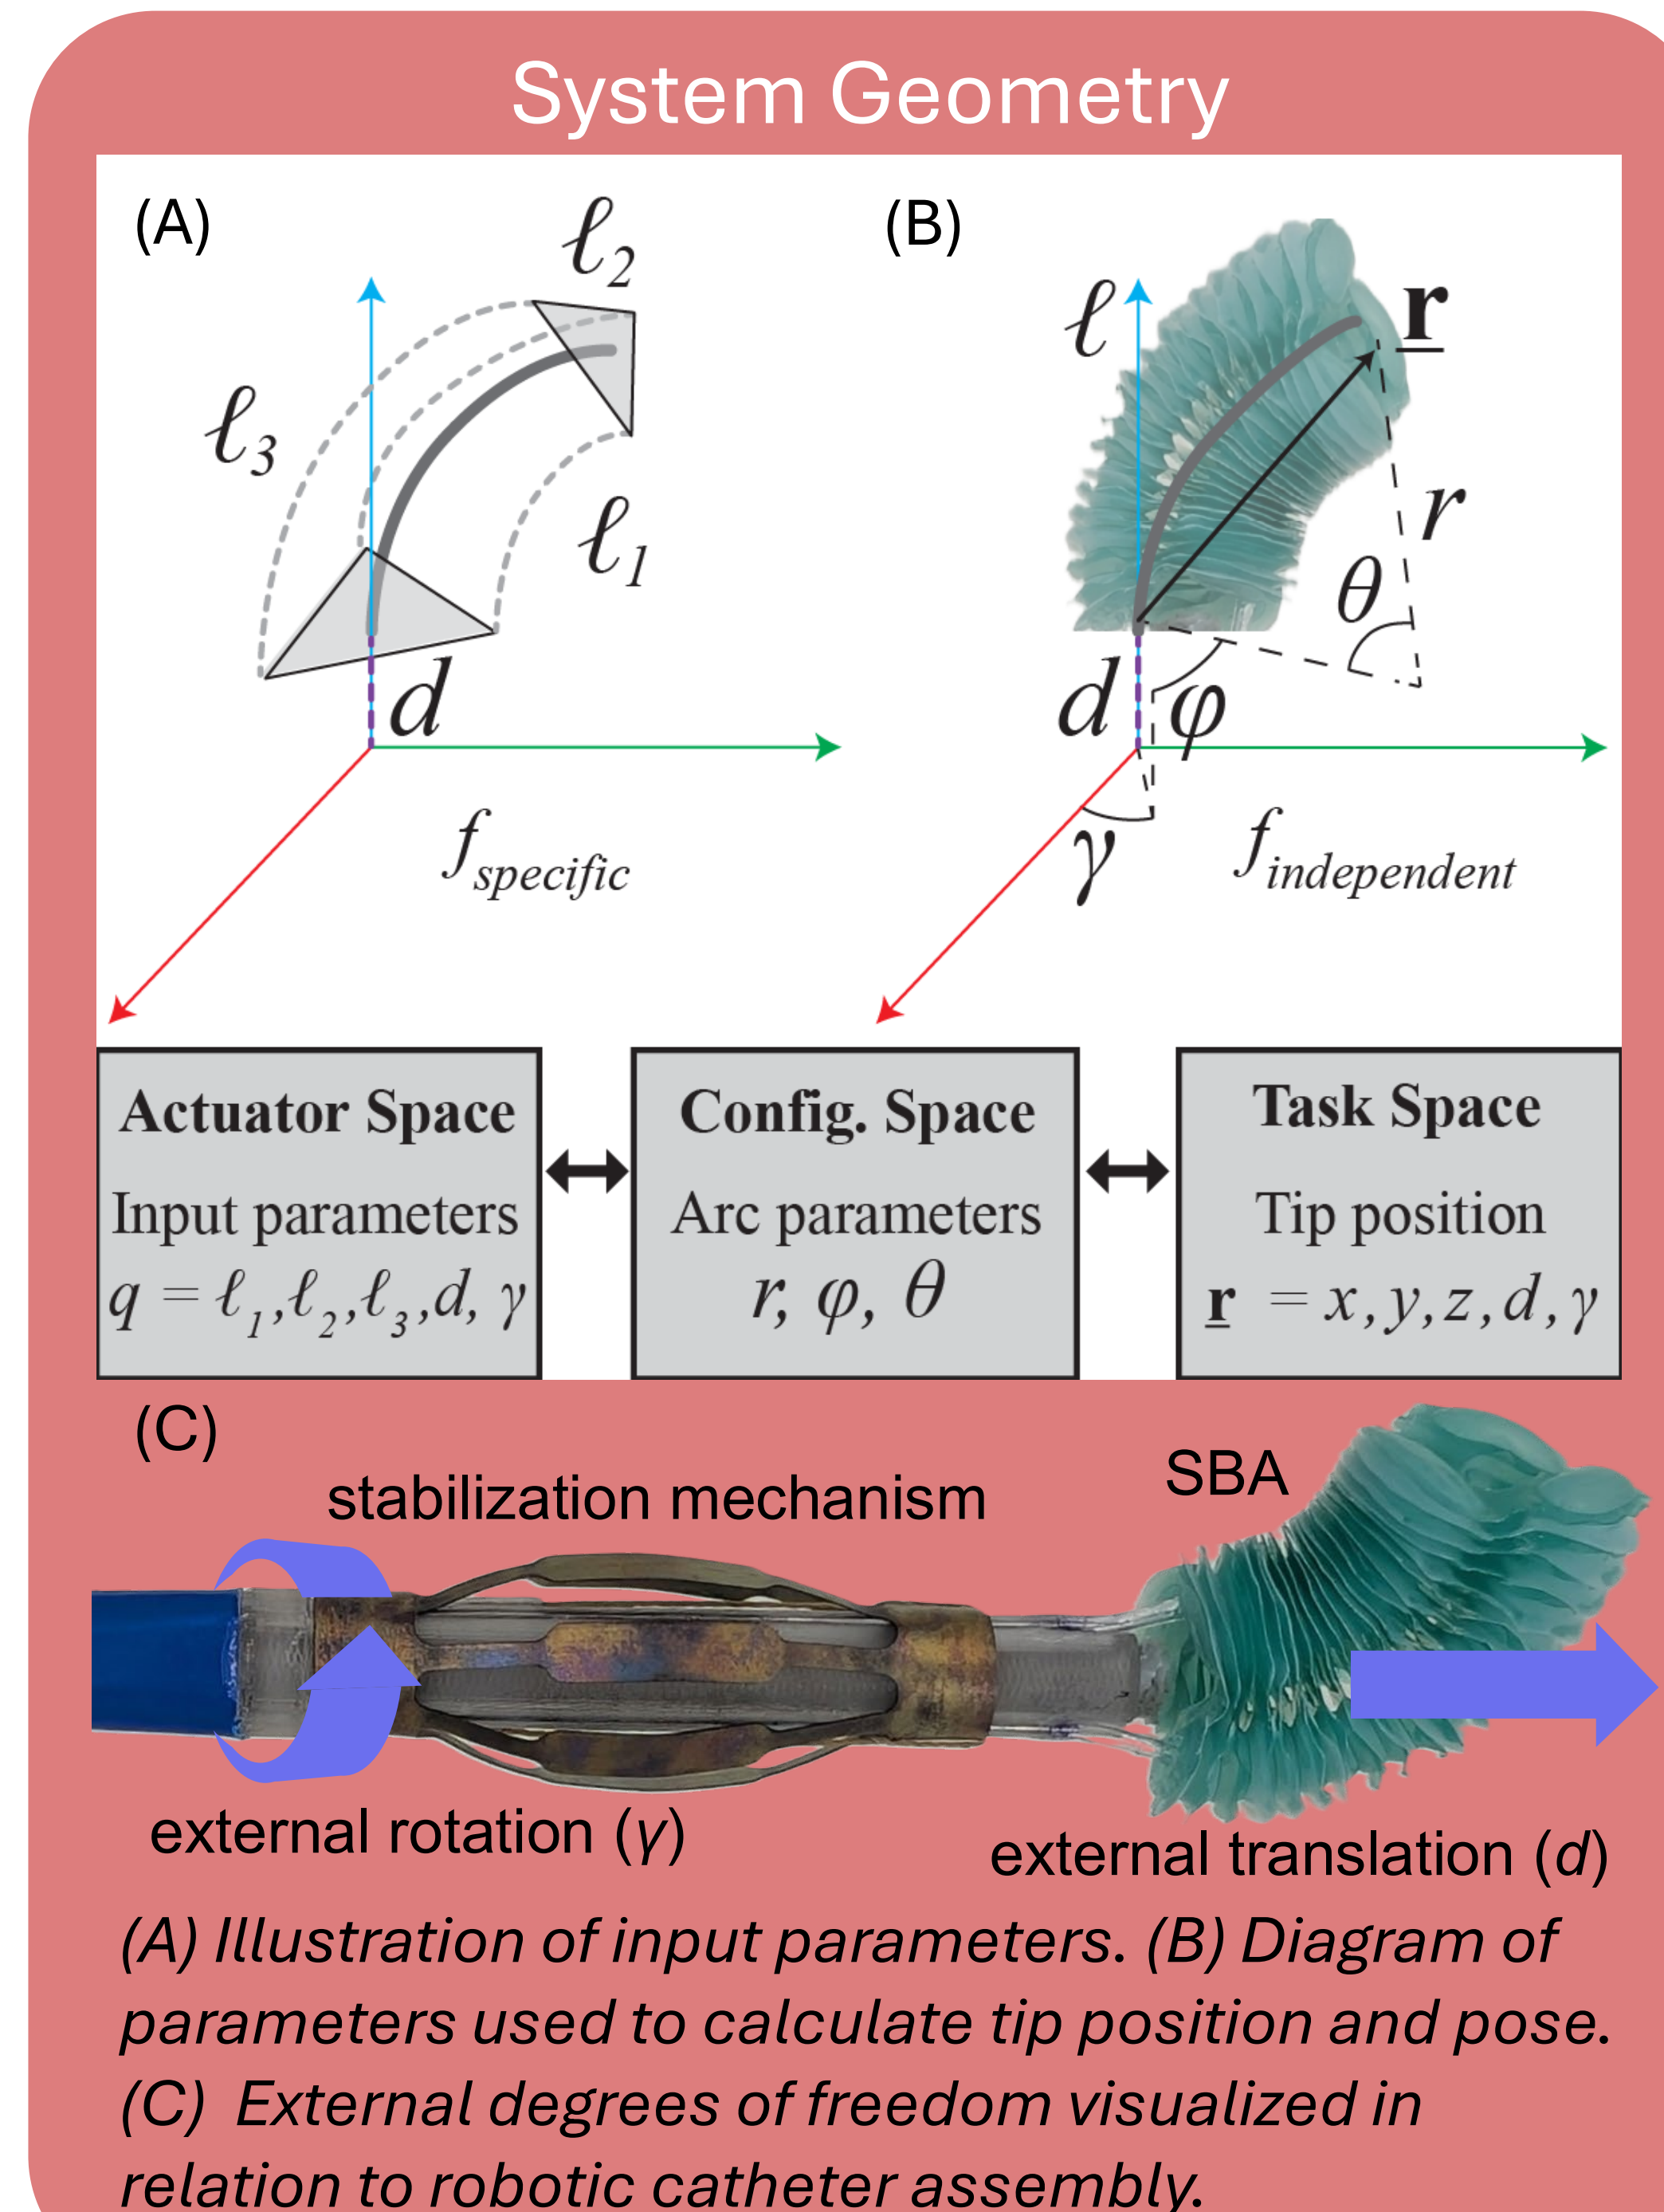 System Geometry
(A)
ℓ2
ℓ3
ℓ1
d
fspecific
(B)
ℓ
r
r
θ
d
φ
γ
findependent
Actuator Space
Input parameters
q = ℓ1,ℓ2,ℓ3,d, γ
Config. Space
Arc parameters
r, φ, θ
Task Space
Tip position
r = x,y,z,d,γ
(C)
stabilization mechanism
SBA
external rotation (γ)
external translation (d)
(A) Illustration of input parameters. (B) Diagram of
parameters used to calculate tip position and pose.
(C) External degrees of freedom visualized in
relation to robotic catheter assembly.